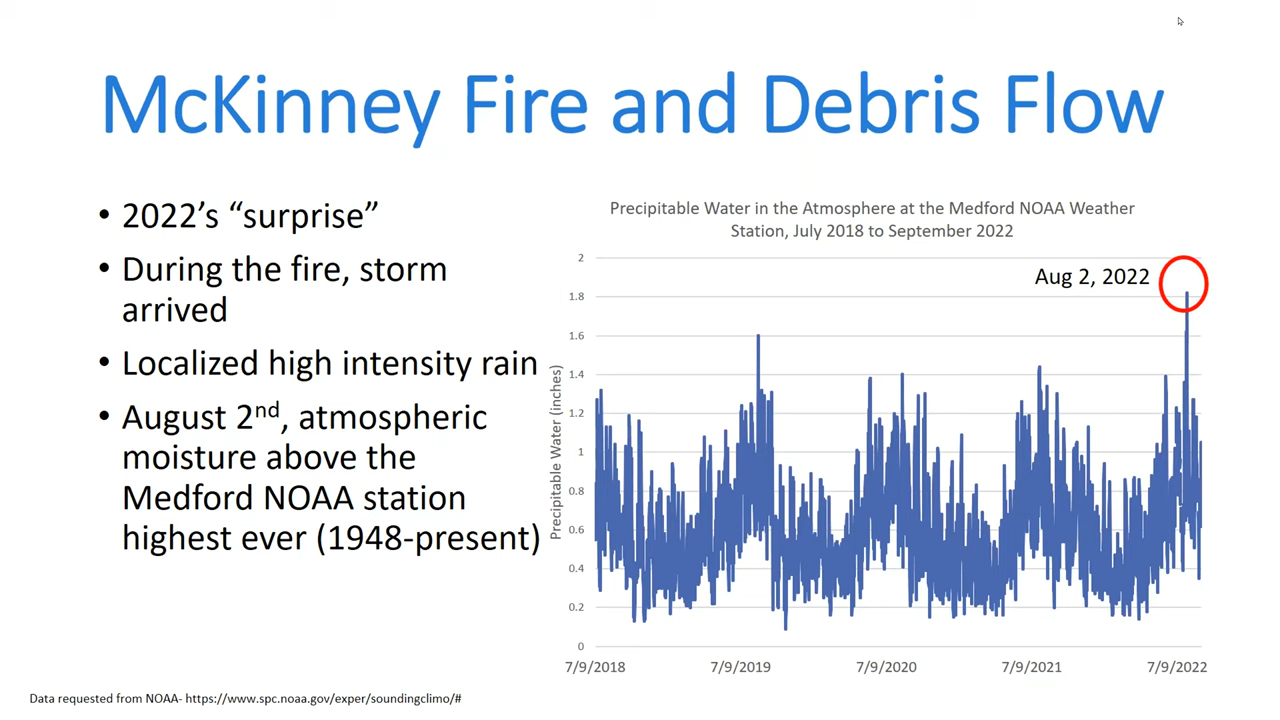 McKinney Fire and Debris Flow
• 2022’s “surprise”
• During the fire, storm
arrived
• Localized high intensity rain
• August 2nd, atmospheric
moisture above the
Medford NOAA station
highest ever (1948-present)
Precipitable Water in the Atmosphere at the Medford NOAA Weather
Station, July 2018 to September 2022
Aug 2, 2022
Precipitable Water (inches)
2
1.8
1.6
1.4
1.2
1
0.8
0.6
0.4
0.2
0
7/9/2018 7/9/2019 7/9/2020 7/9/2021 7/9/2022
Data requested from NOAA- https://www.spc.noaa.gov/exper/soundingclimo/#